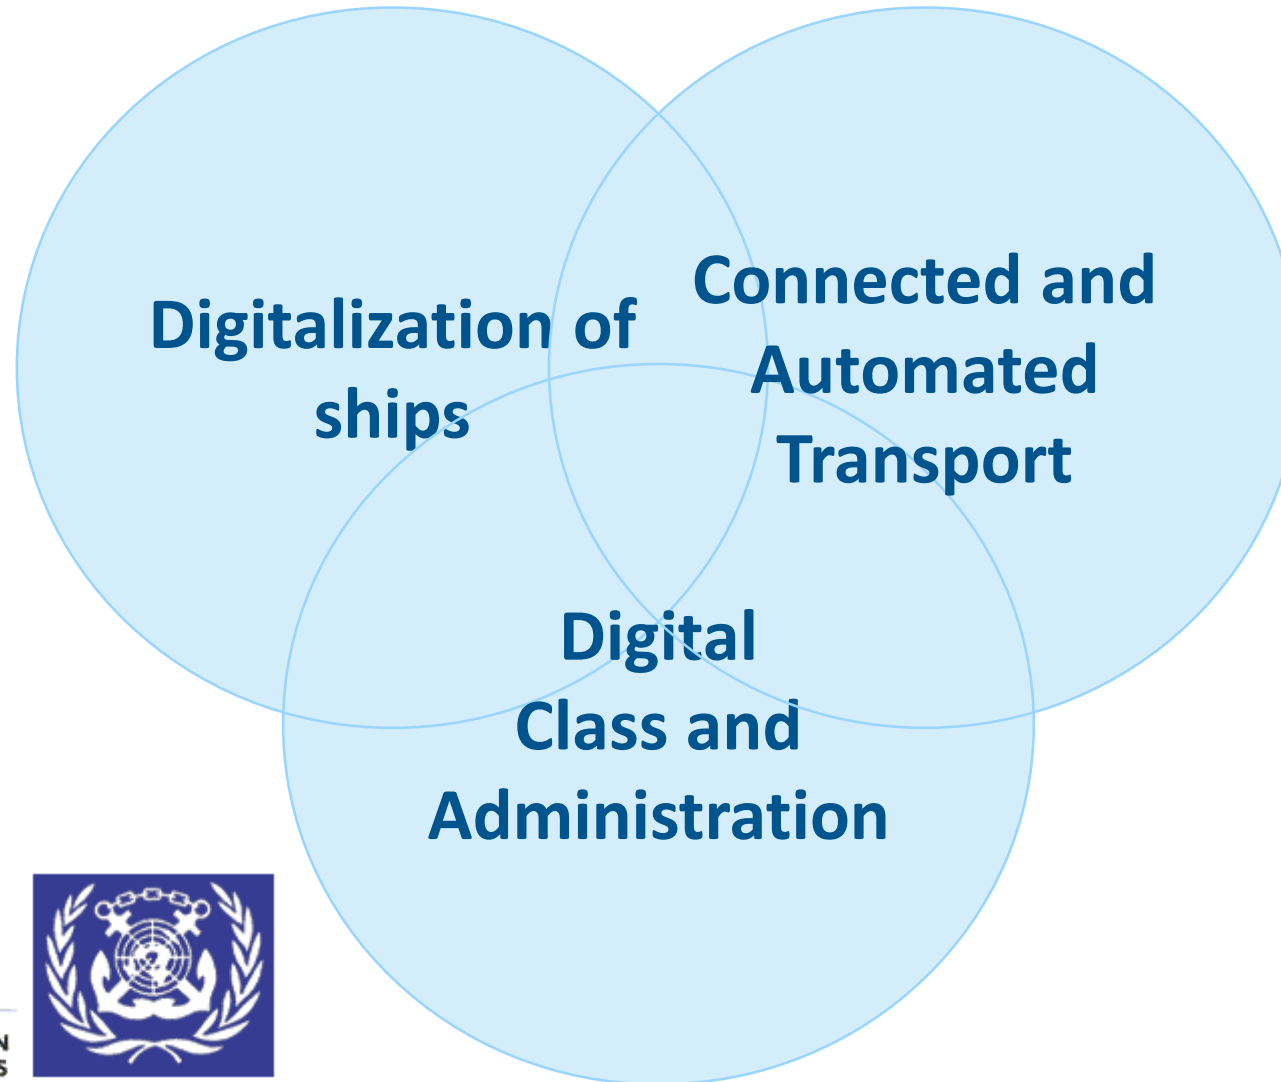 Digitalization of
ships
Connected and
Automated
Transport
Digital
Class and
Administration